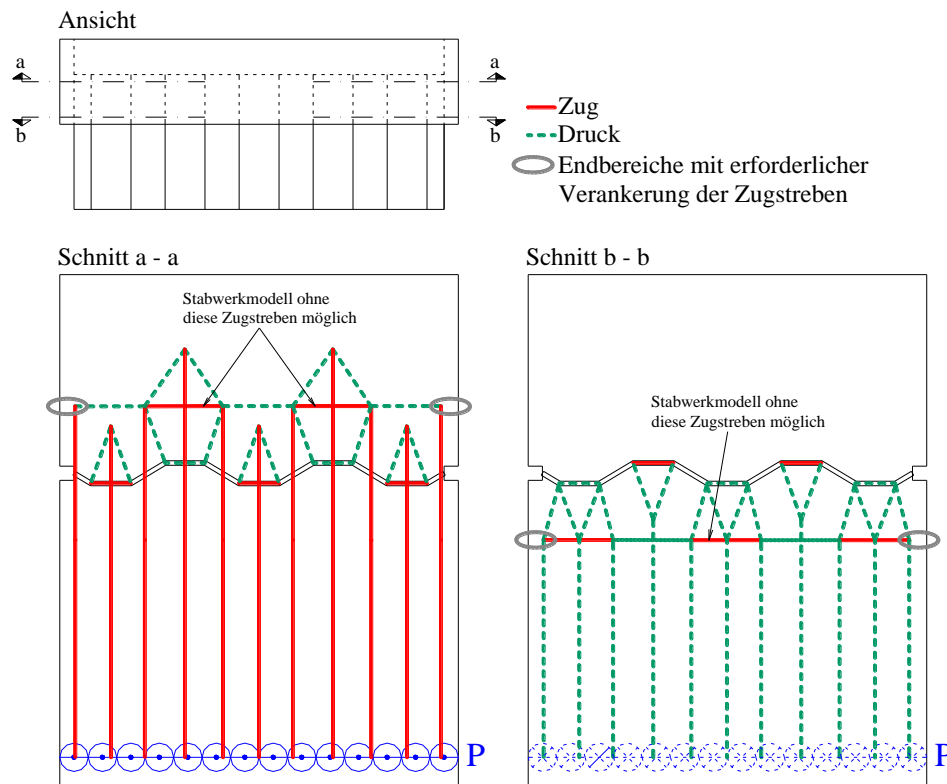 Ansicht
a
a
b
b
Zug
Druck
Endbereiche mit erforderlicher
Verankerung der Zugstreben
Schnitt a - a
Stabwerkmodell ohne
diese Zugstreben möglich
P
Schnitt b - b
Stabwerkmodell ohne
diese Zugstreben möglich
P